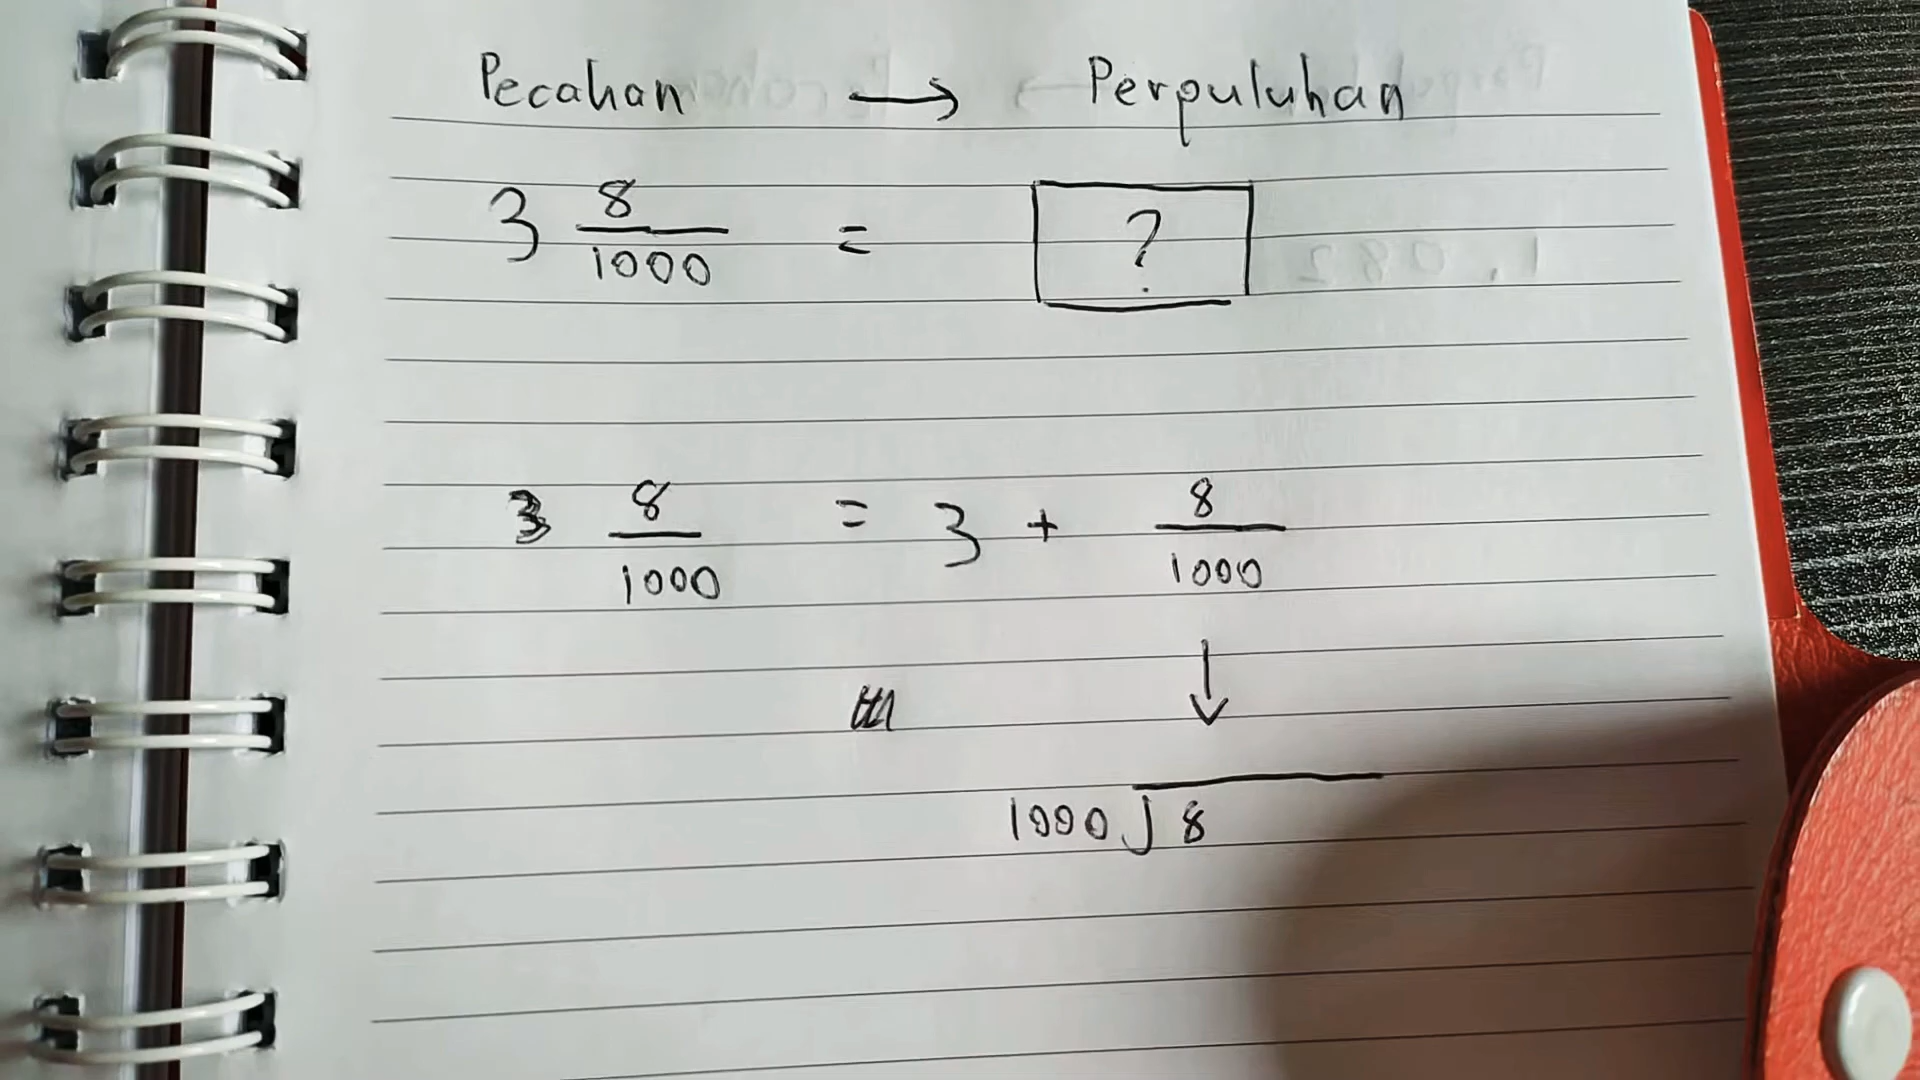 Pecahan → Perpuluhan
3 8/1000 = ?
3 8/1000 = 3 + 8/1000
↓
1000 ) 8